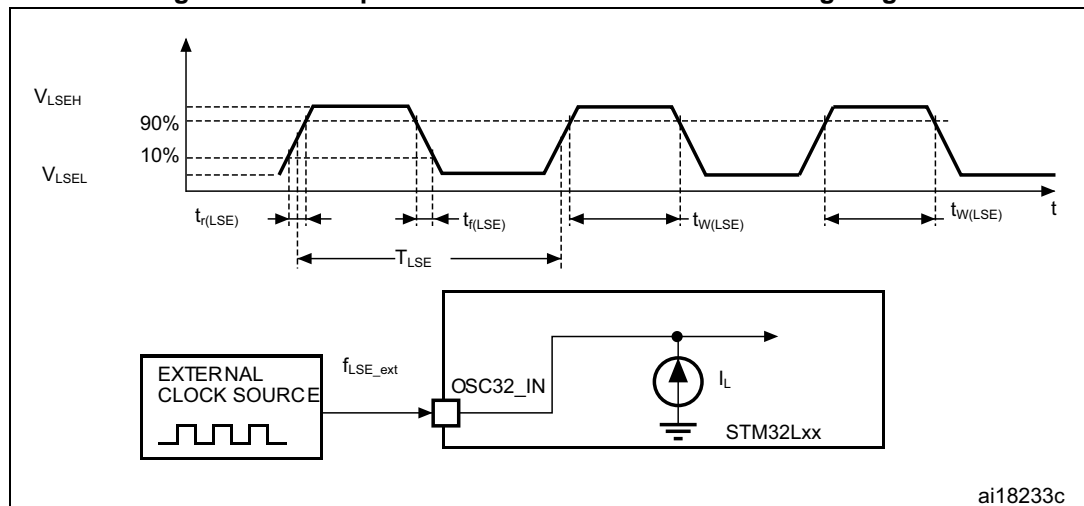 V_LSEH
90%
10%
V_LSEL
t_r(LSE)
t_f(LSE)
t_W(LSE)
t_W(LSE)
t
T_LSE
EXTERNAL
CLOCK SOURCE
f_LSE_ext
OSC32_IN
I_L
STM32Lxx
ai18233c